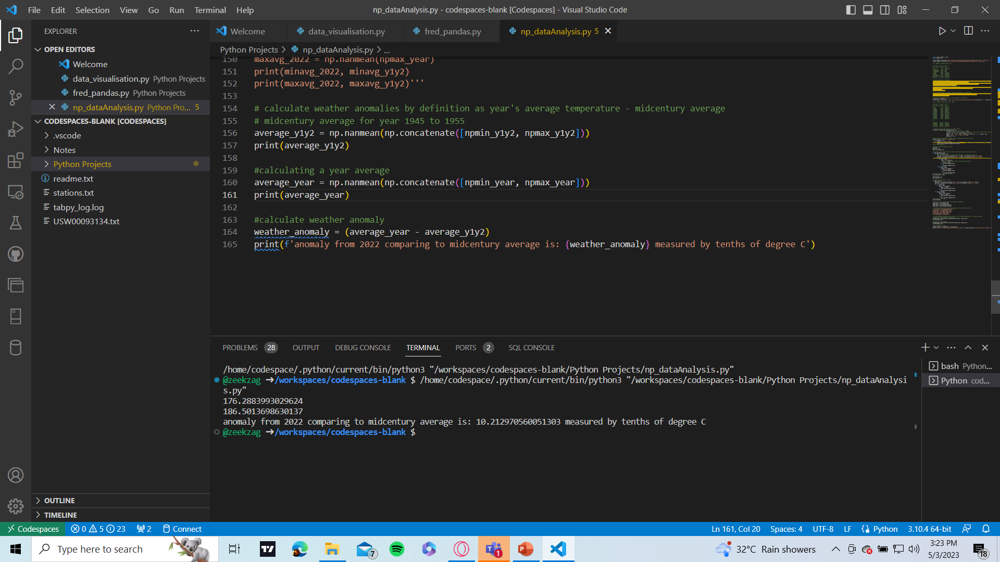 File Edit Selection View Go Run Terminal Help
np_dataAnalysis.py - codespaces-blank [Codespaces] - Visual Studio Code
EXPLORER
OPEN EDITORS
Welcome
data_visualisation.py Python Projects
fred_pandas.py Python Projects
np_dataAnalysis.py Python Pro... 5
CODESPACES-BLANK [CODESPACES]
.vscode
Notes
Python Projects
readme.txt
stations.txt
tabpy_log.log
USW00093134.txt
OUTLINE
TIMELINE
Welcome data_visualisation.py fred_pandas.py np_dataAnalysis.py 5
Python Projects > np_dataAnalysis.py > ...
150 maxavg_2022 = np.nanmean(npmax_year)
151 print(minavg_2022, minavg_y1y2)
152 print(maxavg_2022, maxavg_y1y2)'''
153
154 # calculate weather anomalies by definition as year's average temperature - midcentury average
155 # midcentury average for year 1945 to 1955
156 average_y1y2 = np.nanmean(np.concatenate([npmin_y1y2, npmax_y1y2]))
157 print(average_y1y2)
158
159 #calculating a year average
160 average_year = np.nanmean(np.concatenate([npmin_year, npmax_year]))
161 print(average_year)
162
163 #calculate weather anomaly
164 weather_anomaly = (average_year - average_y1y2)
165 print(f'anomaly from 2022 comparing to midcentury average is: {weather_anomaly} measured by tenths of degree C')
PROBLEMS 28 OUTPUT DEBUG CONSOLE TERMINAL PORTS 2 SQL CONSOLE
/home/codespace/.python/current/bin/python3 "/workspaces/codespaces-blank/Python Projects/np_dataAnalysis.py"
@zeekzag ➜/workspaces/codespaces-blank $ /home/codespace/.python/current/bin/python3 "/workspaces/codespaces-blank/Python Projects/np_dataAnalysi
s.py"
176.2883993029624
186.5013698630137
anomaly from 2022 comparing to midcentury average is: 10.212970560051303 measured by tenths of degree C
@zeekzag ➜/workspaces/codespaces-blank $
bash Python...
Python cod...
Codespaces 0 5 23 2 Connect
Ln 161, Col 20 Spaces: 4 UTF-8 LF Python 3.10.4 64-bit
Type here to search
7
1
32°C Rain showers
3:23 PM
5/3/2023
18